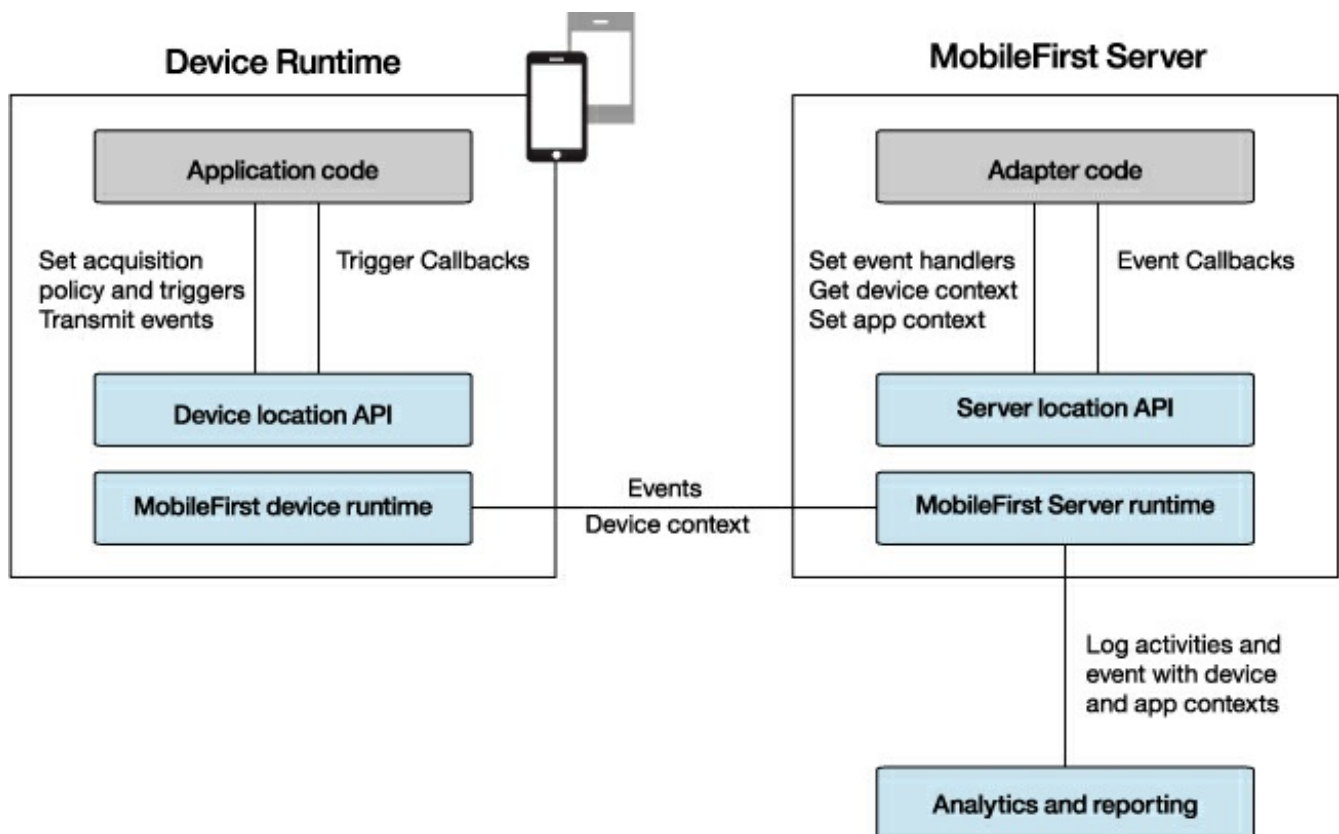 Device Runtime
MobileFirst Server
Application code
Adapter code
Set acquisition
policy and triggers
Transmit events
Trigger Callbacks
Set event handlers
Get device context
Set app context
Event Callbacks
Device location API
Server location API
MobileFirst device runtime
Events
Device context
MobileFirst Server runtime
Log activities and
event with device
and app contexts
Analytics and reporting